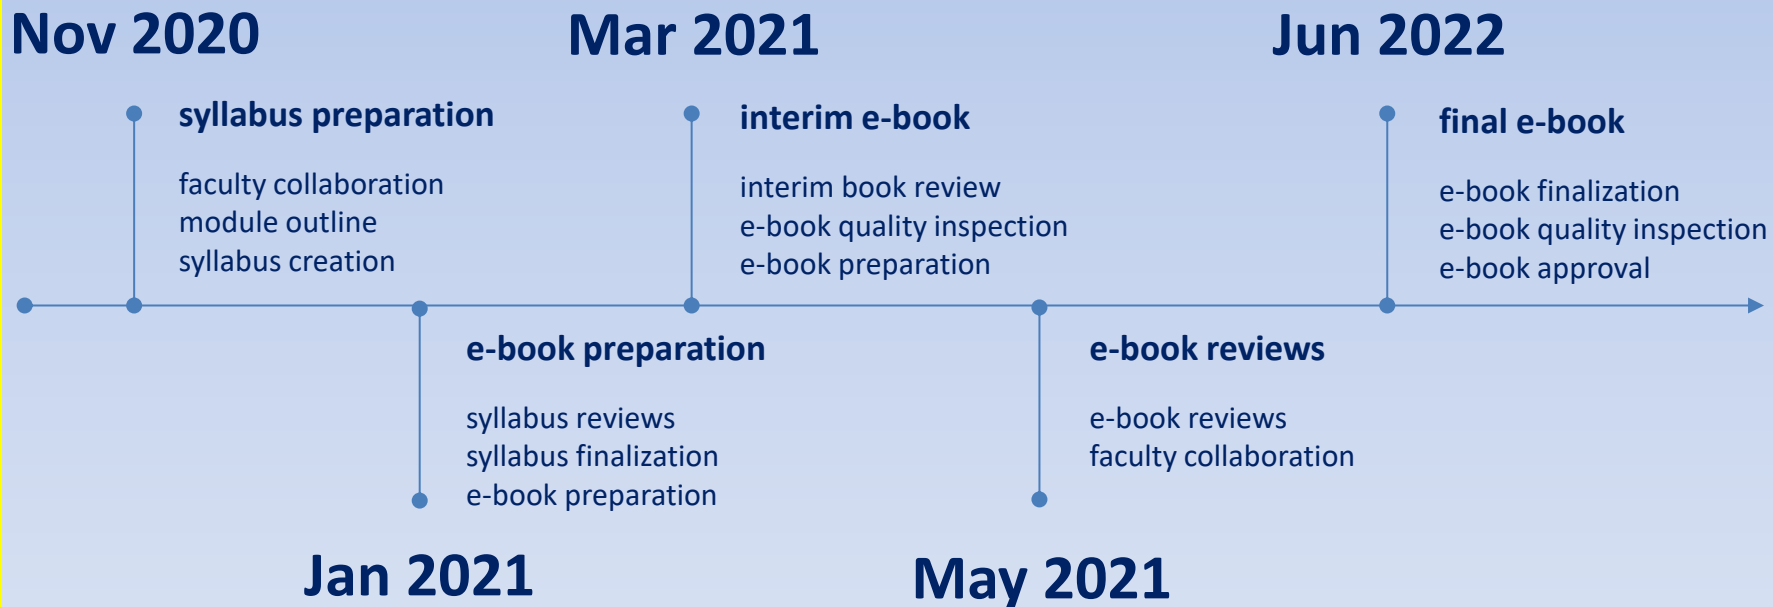 Nov 2020
syllabus preparation
faculty collaboration
module outline
syllabus creation
Jan 2021
e-book preparation
syllabus reviews
syllabus finalization
e-book preparation
Mar 2021
interim e-book
interim book review
e-book quality inspection
e-book preparation
May 2021
e-book reviews
e-book reviews
faculty collaboration
Jun 2022
final e-book
e-book finalization
e-book quality inspection
e-book approval